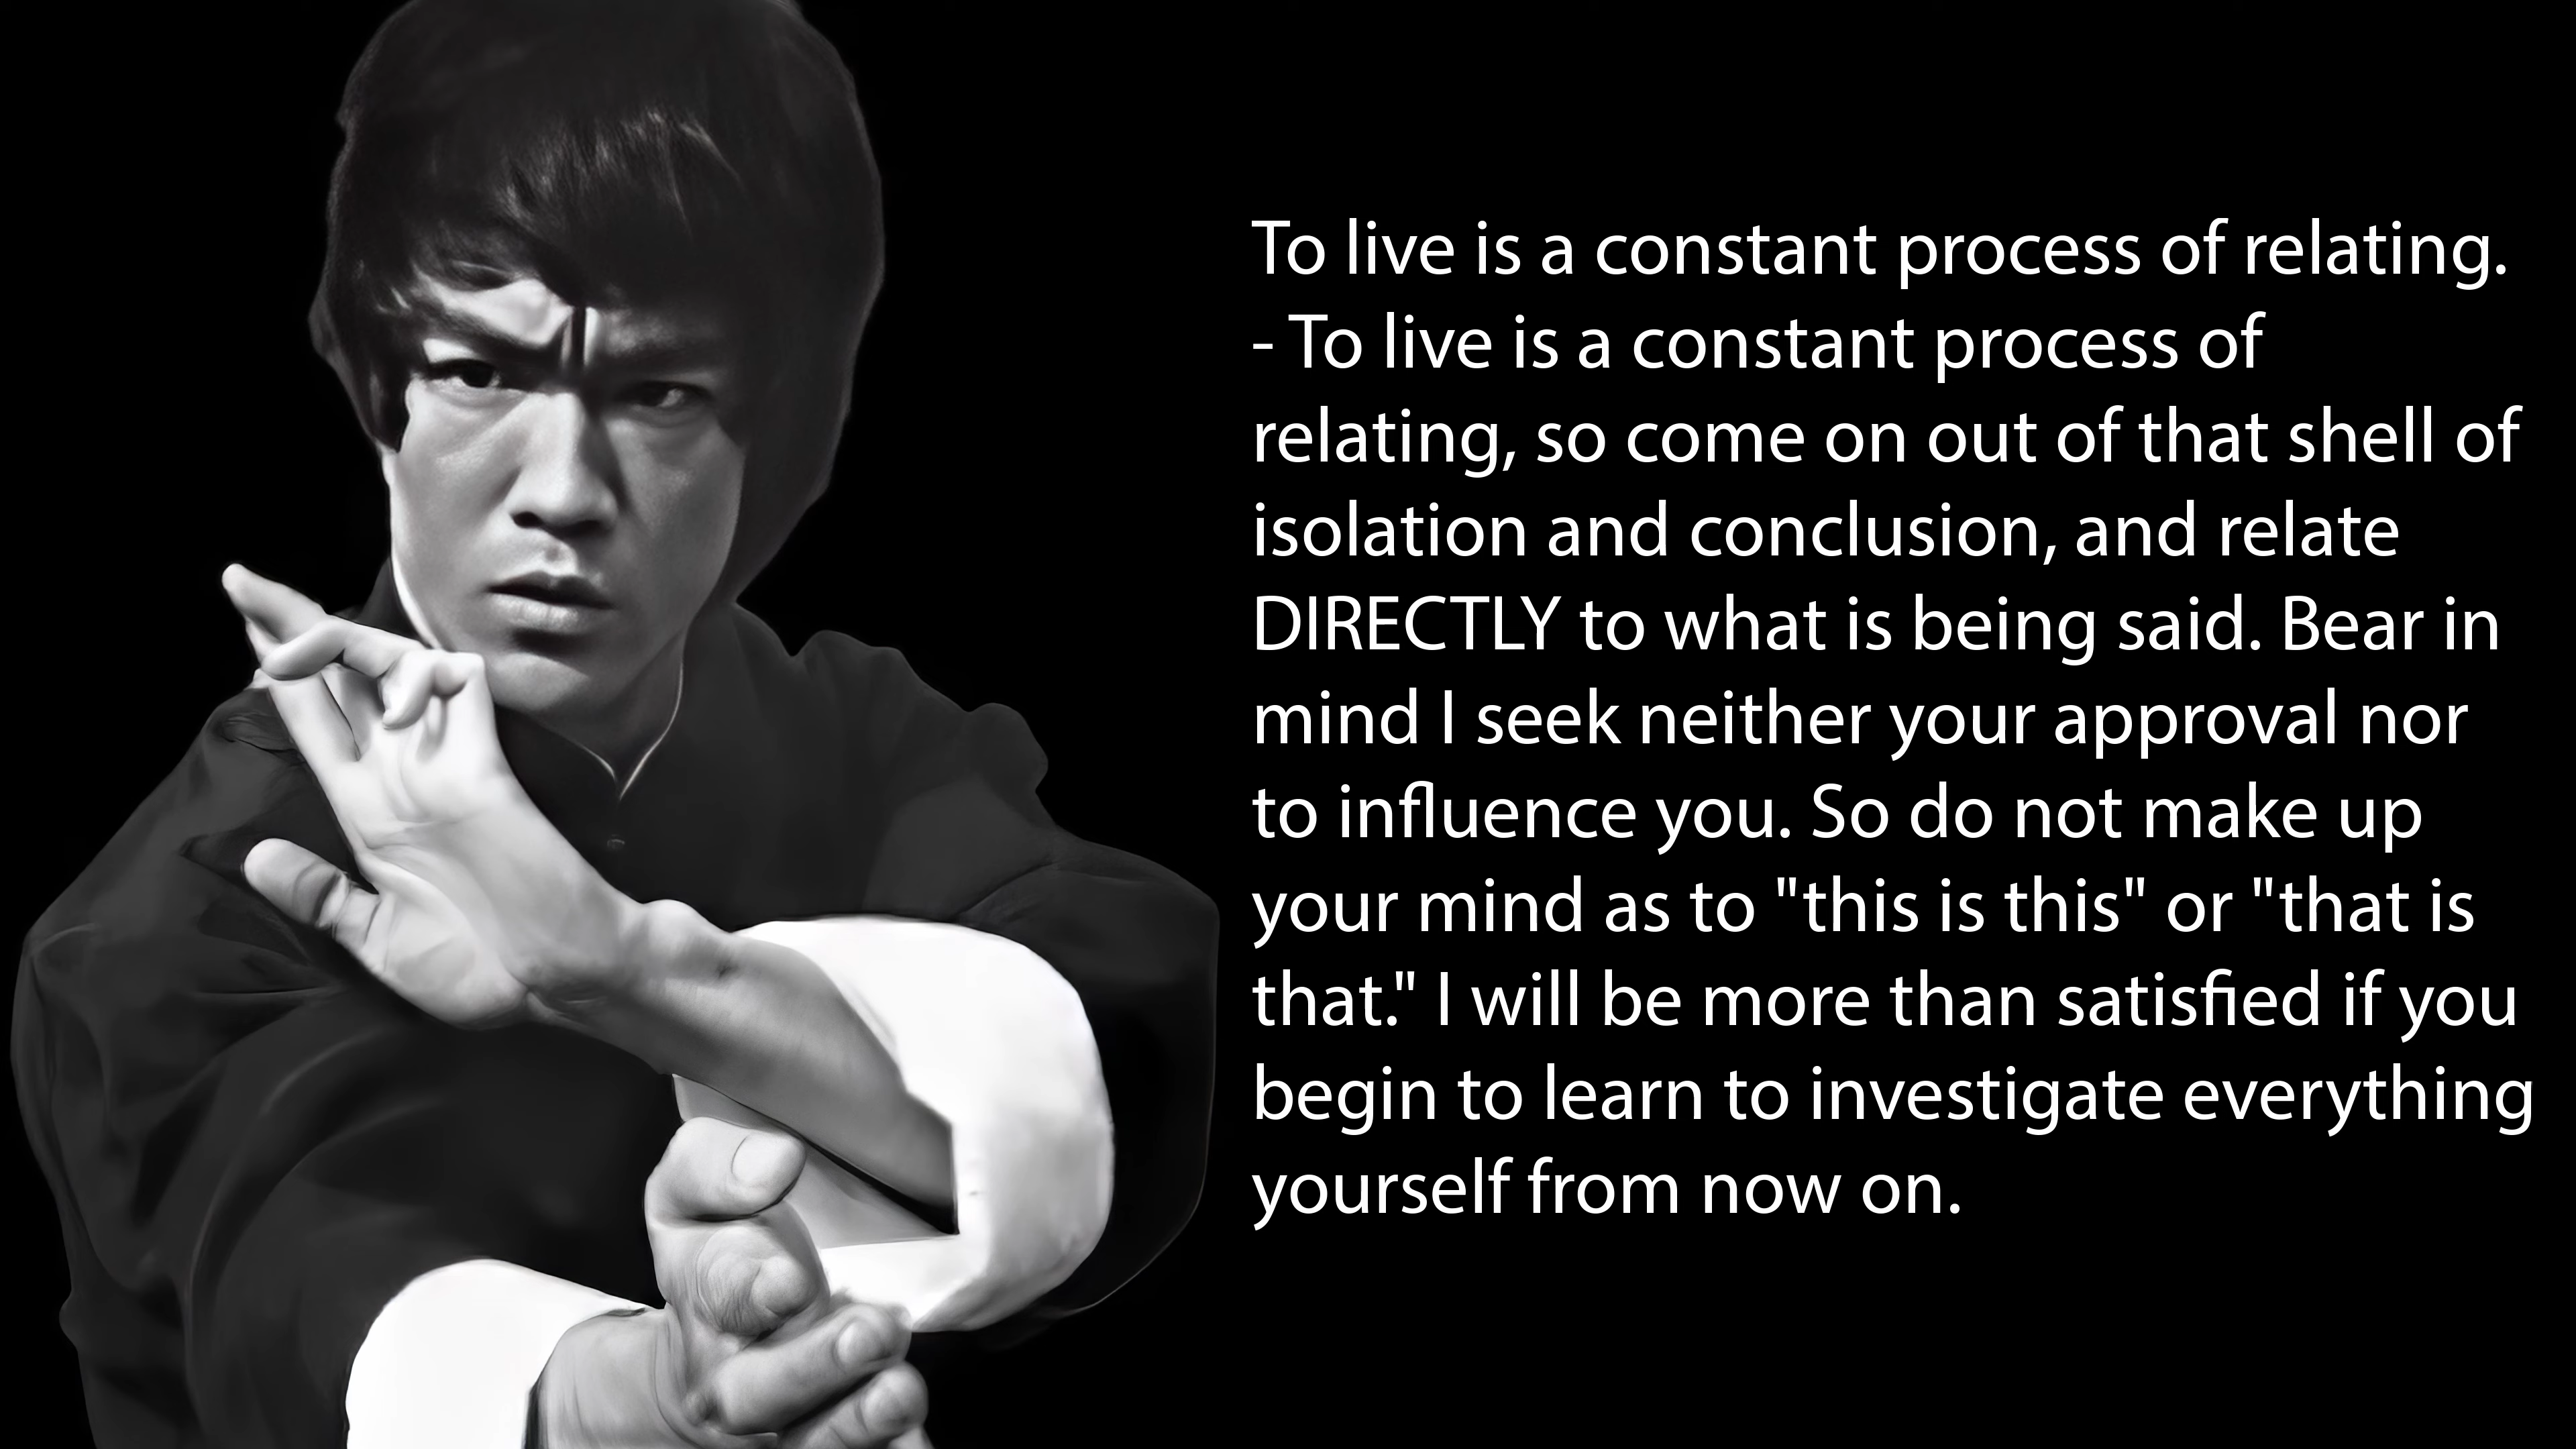 To live is a constant process of relating.
- To live is a constant process of
relating, so come on out of that shell of
isolation and conclusion, and relate
DIRECTLY to what is being said. Bear in
mind I seek neither your approval nor
to influence you. So do not make up
your mind as to "this is this" or "that is
that." I will be more than satisfied if you
begin to learn to investigate everything
yourself from now on.